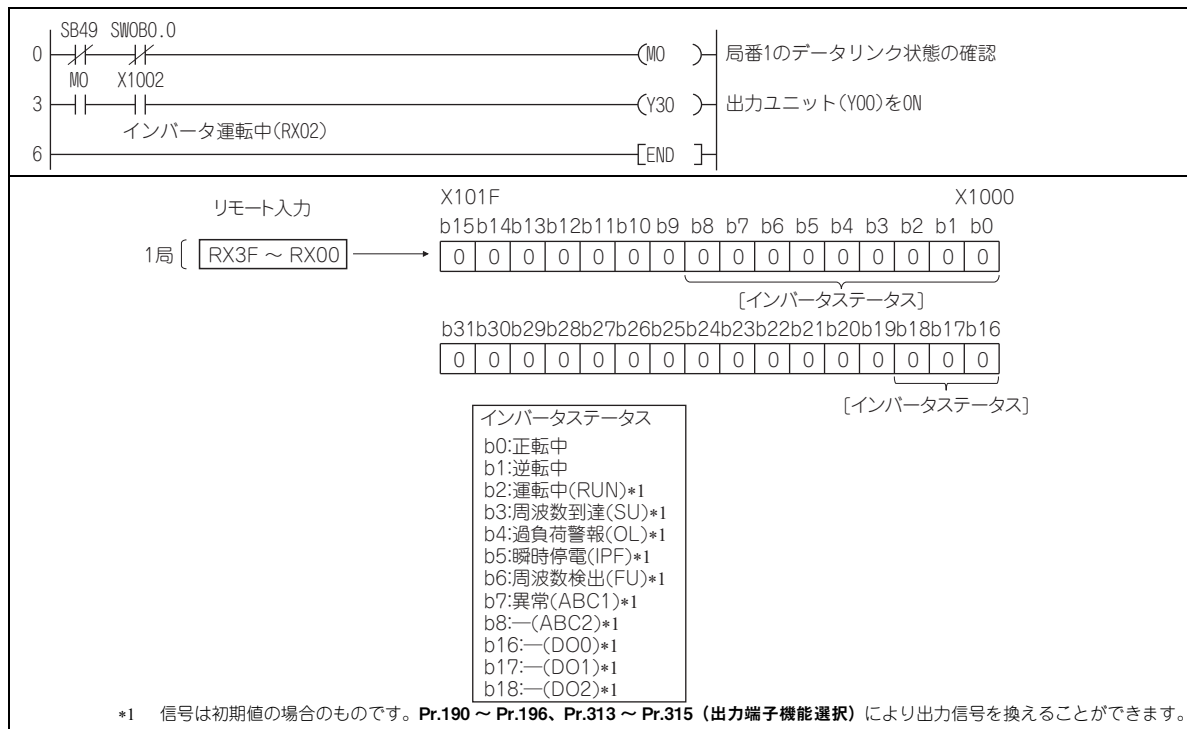 SB49 SW0B0.0
0 (M0 ) 局番1のデータリンク状態の確認
M0 X1002
3 (Y30 ) 出力ユニット(Y00)をON
インバータ運転中(RX02)
6 [END ]
リモート入力 X101F X1000
b15 b14 b13 b12 b11 b10 b9 b8 b7 b6 b5 b4 b3 b2 b1 b0
1局 [ RX3F ~ RX00 0 0 0 0 0 0 0 0 0 0 0 0 0 0 0 0
[インバータステータス]
b31 b30 b29 b28 b27 b26 b25 b24 b23 b22 b21 b20 b19 b18 b17 b16
0 0 0 0 0 0 0 0 0 0 0 0 0 0 0 0
[インバータステータス]
インバータステータス
b0:正転中
b1:逆転中
b2:運転中(RUN)*1
b3:周波数到達(SU)*1
b4:過負荷警報(OL)*1
b5:瞬時停電(IPF)*1
b6:周波数検出(FU)*1
b7:異常(ABC1)*1
b8:—(ABC2)*1
b16:—(DO0)*1
b17:—(DO1)*1
b18:—(DO2)*1
*1 信号は初期値の場合のものです。Pr.190 ~ Pr.196、Pr.313 ~ Pr.315(出力端子機能選択)により出力信号を換えることができます。